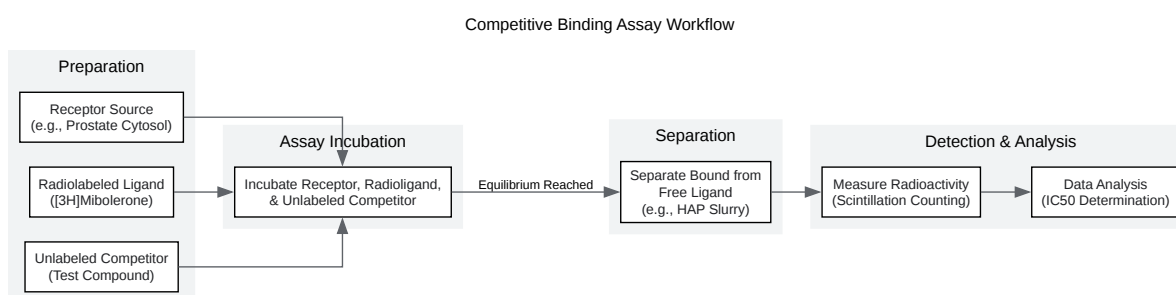 Competitive Binding Assay Workflow
Preparation
Receptor Source
(e.g., Prostate Cytosol)
Radiolabeled Ligand
([3H]Mibolerone)
Unlabeled Competitor
(Test Compound)
Assay Incubation
Incubate Receptor, Radioligand,
& Unlabeled Competitor
Equilibrium Reached
Separation
Separate Bound from
Free Ligand
(e.g., HAP Slurry)
Detection & Analysis
Measure Radioactivity
(Scintillation Counting)
Data Analysis
(IC50 Determination)